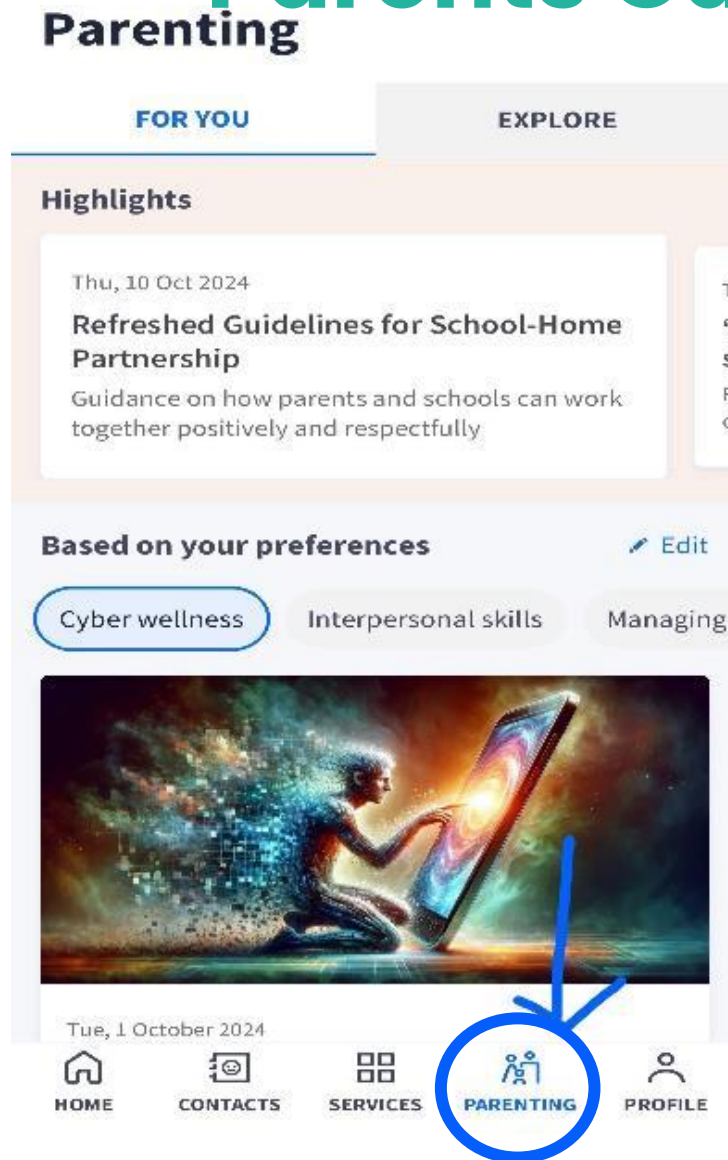 Parenting
FOR YOU
EXPLORE
Highlights
Thu, 10 Oct 2024
Refreshed Guidelines for School-Home
Partnership
Guidance on how parents and schools can work
together positively and respectfully
Based on your preferences
Edit
Cyber wellness
Interpersonal skills
Managing
Tue, 1 October 2024
HOME
CONTACTS
SERVICES
PARENTING
PROFILE